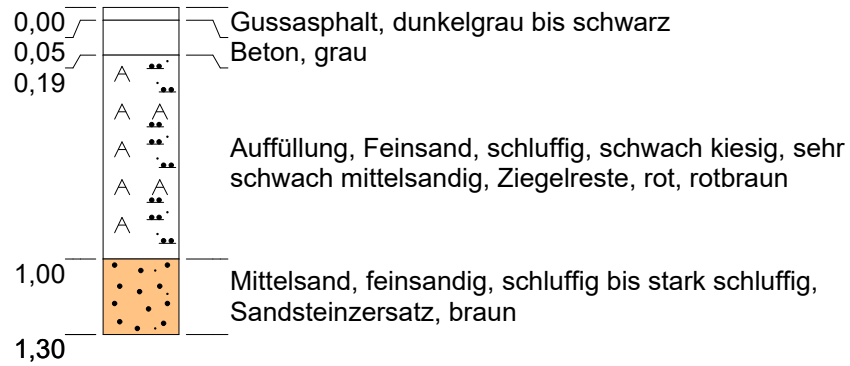 0,00 Gussasphalt, dunkelgrau bis schwarz
0,05 Beton, grau
0,19
Auffüllung, Feinsand, schluffig, schwach kiesig, sehr
schwach mittelsandig, Ziegelreste, rot, rotbraun
1,00
Mittelsand, feinsandig, schluffig bis stark schluffig,
Sandsteinzersatz, braun
1,30